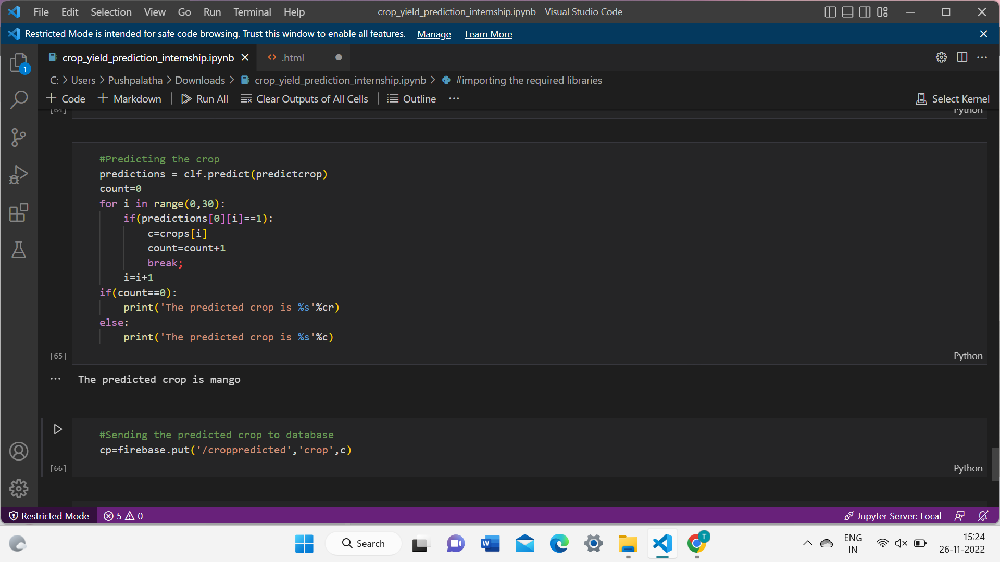 File Edit Selection View Go Run Terminal Help crop_yield_prediction_internship.ipynb - Visual Studio Code
Restricted Mode is intended for safe code browsing. Trust this window to enable all features. Manage Learn More
crop_yield_prediction_internship.ipynb .html
1
C: > Users > Pushpalatha > Downloads > crop_yield_prediction_internship.ipynb > #importing the required libraries
+ Code + Markdown | Run All Clear Outputs of All Cells | Outline ... Select Kernel
[64] Python
#Predicting the crop
predictions = clf.predict(predictcrop)
count=0
for i in range(0,30):
    if(predictions[0][i]==1):
        c=crops[i]
        count=count+1
        break;
    i=i+1
if(count==0):
    print('The predicted crop is %s'%cr)
else:
    print('The predicted crop is %s'%c)
[65] Python
... The predicted crop is mango
#Sending the predicted crop to database
cp=firebase.put('/croppredicted','crop',c)
[66] Python
Restricted Mode 5 0 Jupyter Server: Local
Search W T ENG IN 15:24
26-11-2022